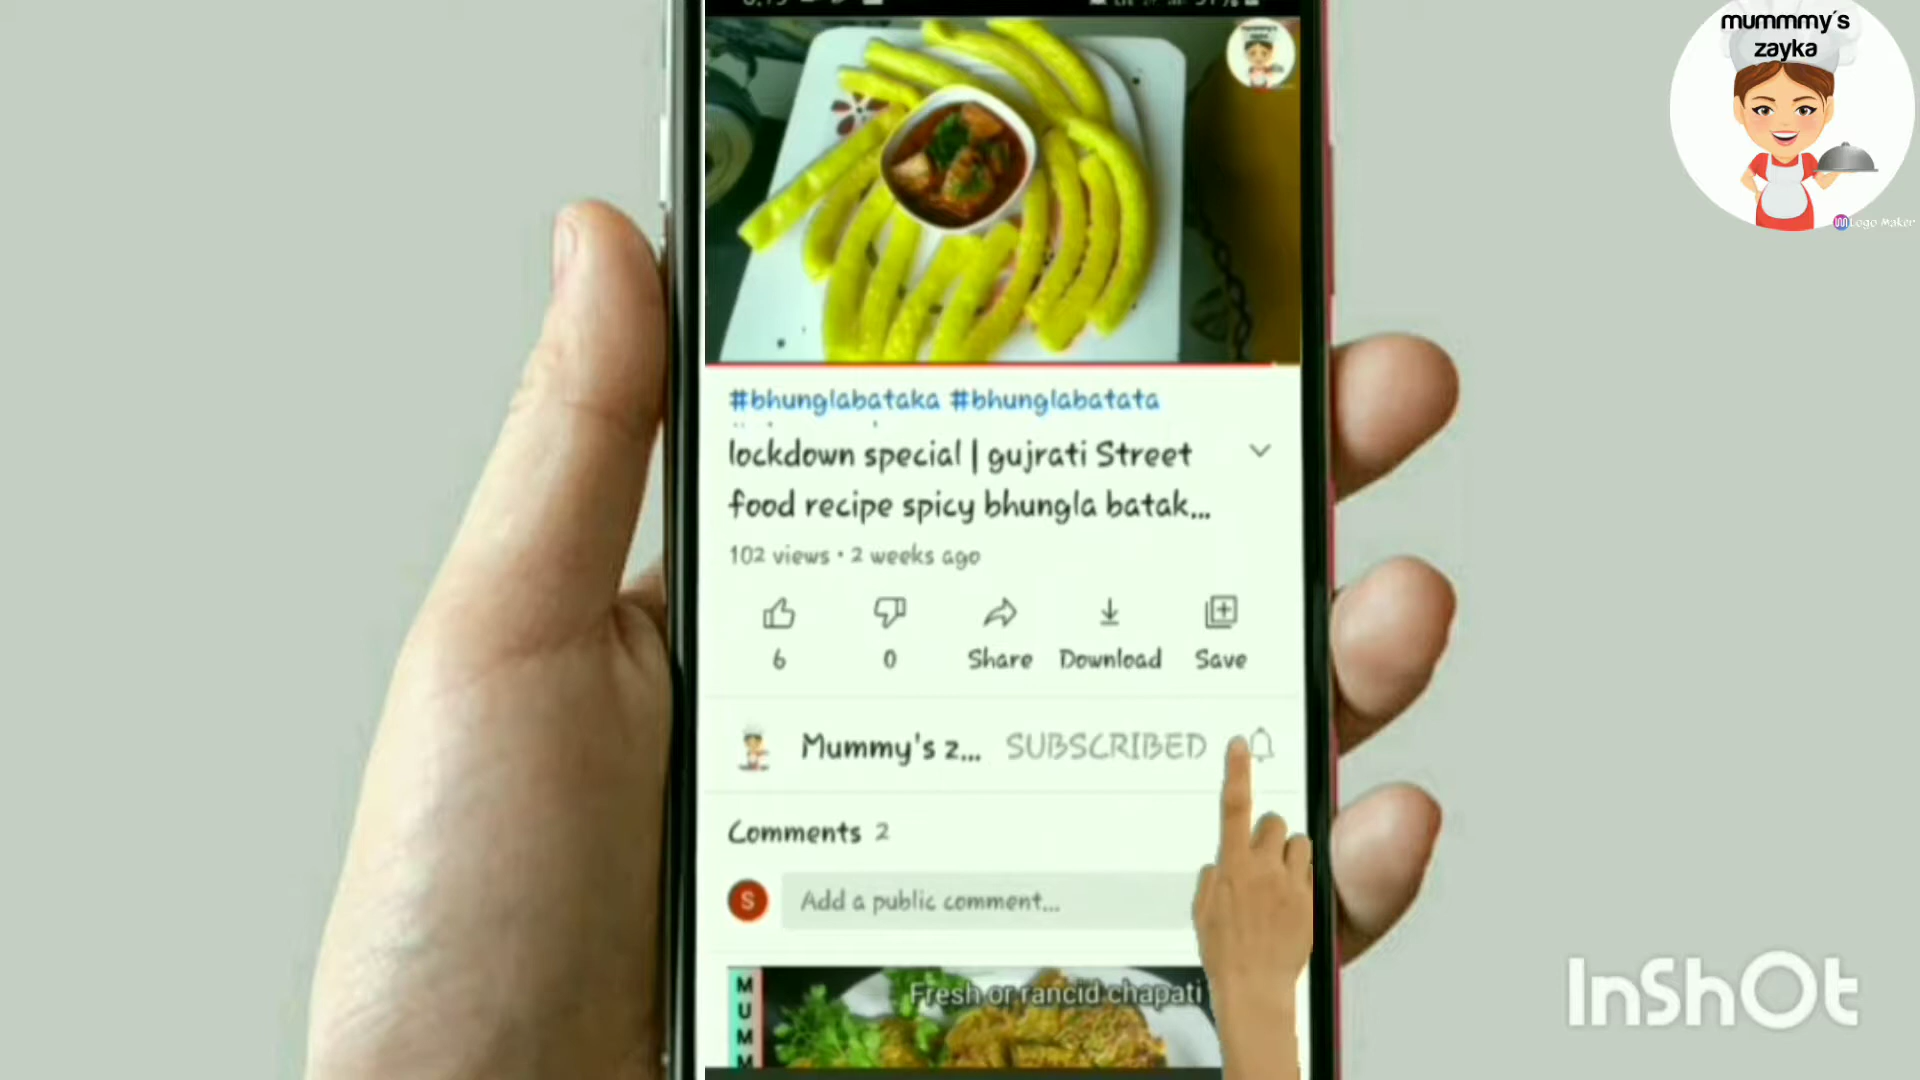 mummmy's
zayka
Logo Maker
#bhunglabataka #bhunglabatata
lockdown special | gujrati Street
food recipe spicy bhungla batak...
102 views • 2 weeks ago
6
0
Share
Download
Save
Mummy's z...
SUBSCRIBED
Comments 2
S
Add a public comment...
M
U
M
M
Fresh or rancid chapati
InShOt